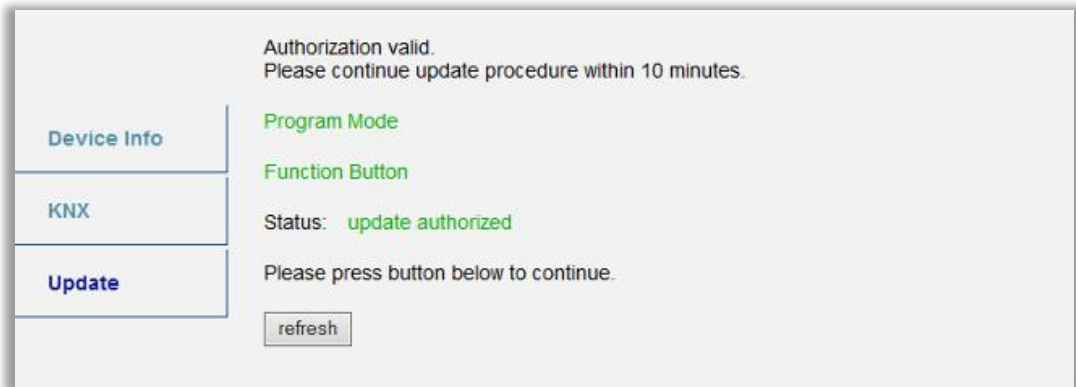 Authorization valid.
Please continue update procedure within 10 minutes.
Device Info
KNX
Update
Program Mode
Function Button
Status: update authorized
Please press button below to continue.
refresh